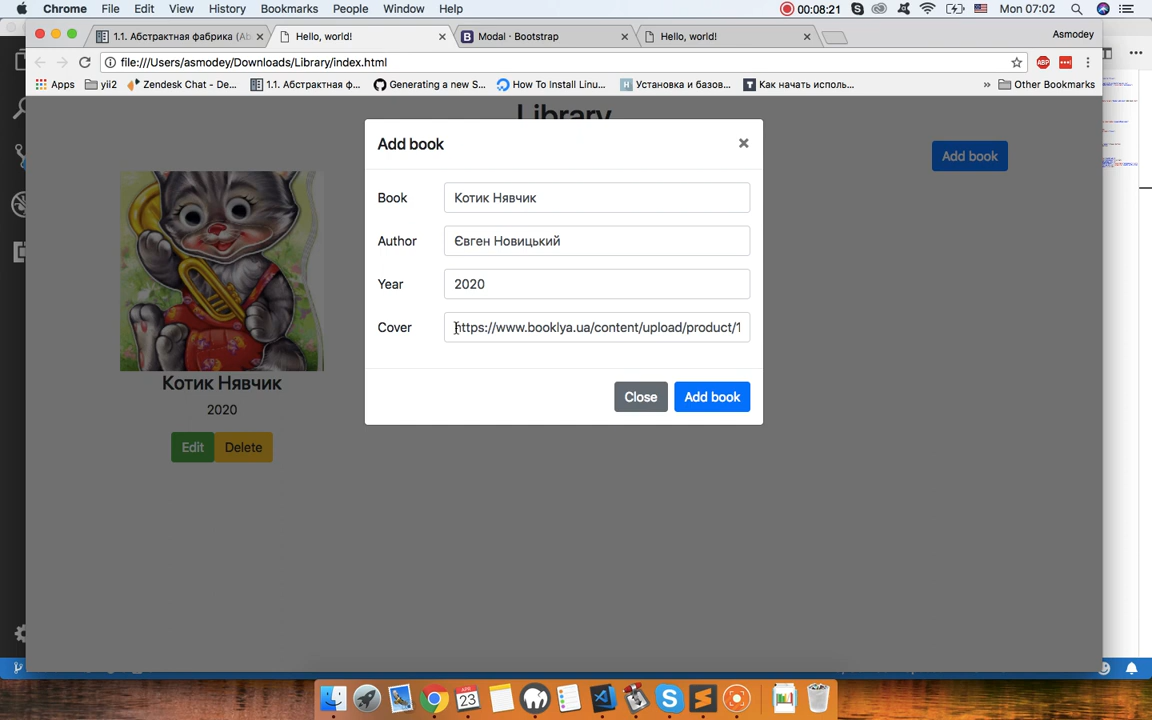 Chrome File Edit View History Bookmarks People Window Help 00:08:21 Mon 07:02
1.1. Абстрактная фабрика (Ab Hello, world! Modal · Bootstrap Hello, world! Asmodey
file:///Users/asmodey/Downloads/Library/index.html ABP
Apps yii2 Zendesk Chat - De... 1.1. Абстрактная ф... Generating a new S... How To Install Linu... Установка и базов... Как начать исполь... » Other Bookmarks
Library
Add book
Add book ×
Book Котик Нявчик
Author Євген Новицький
Year 2020
Cover https://www.booklya.ua/content/upload/product/1
Close Add book
Котик Нявчик
2020
Edit Delete
APR
23